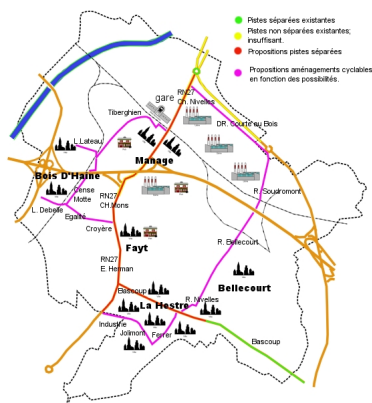 Pistes séparées existantes
Pistes non séparées existantes;
insuffisant.
Propositions pistes séparées
Propositions aménagements cyclables
en fonction des possibilités.
RN27
Ch. Nivelles
gare
Tiberghien
DR. Courte au Bois
L.Lateau
Manage
Bois D'Haine
Cense
Motte
R. Soudromont
L. Debelle
RN27
CH.Mons
Egalité
Croyère
Fayt
R. Bellecourt
RN27
E. Herman
Bellecourt
Bascoup
R. Nivelles
La Hestre
Industrie
Jolimont
Ferrer
Bascoup